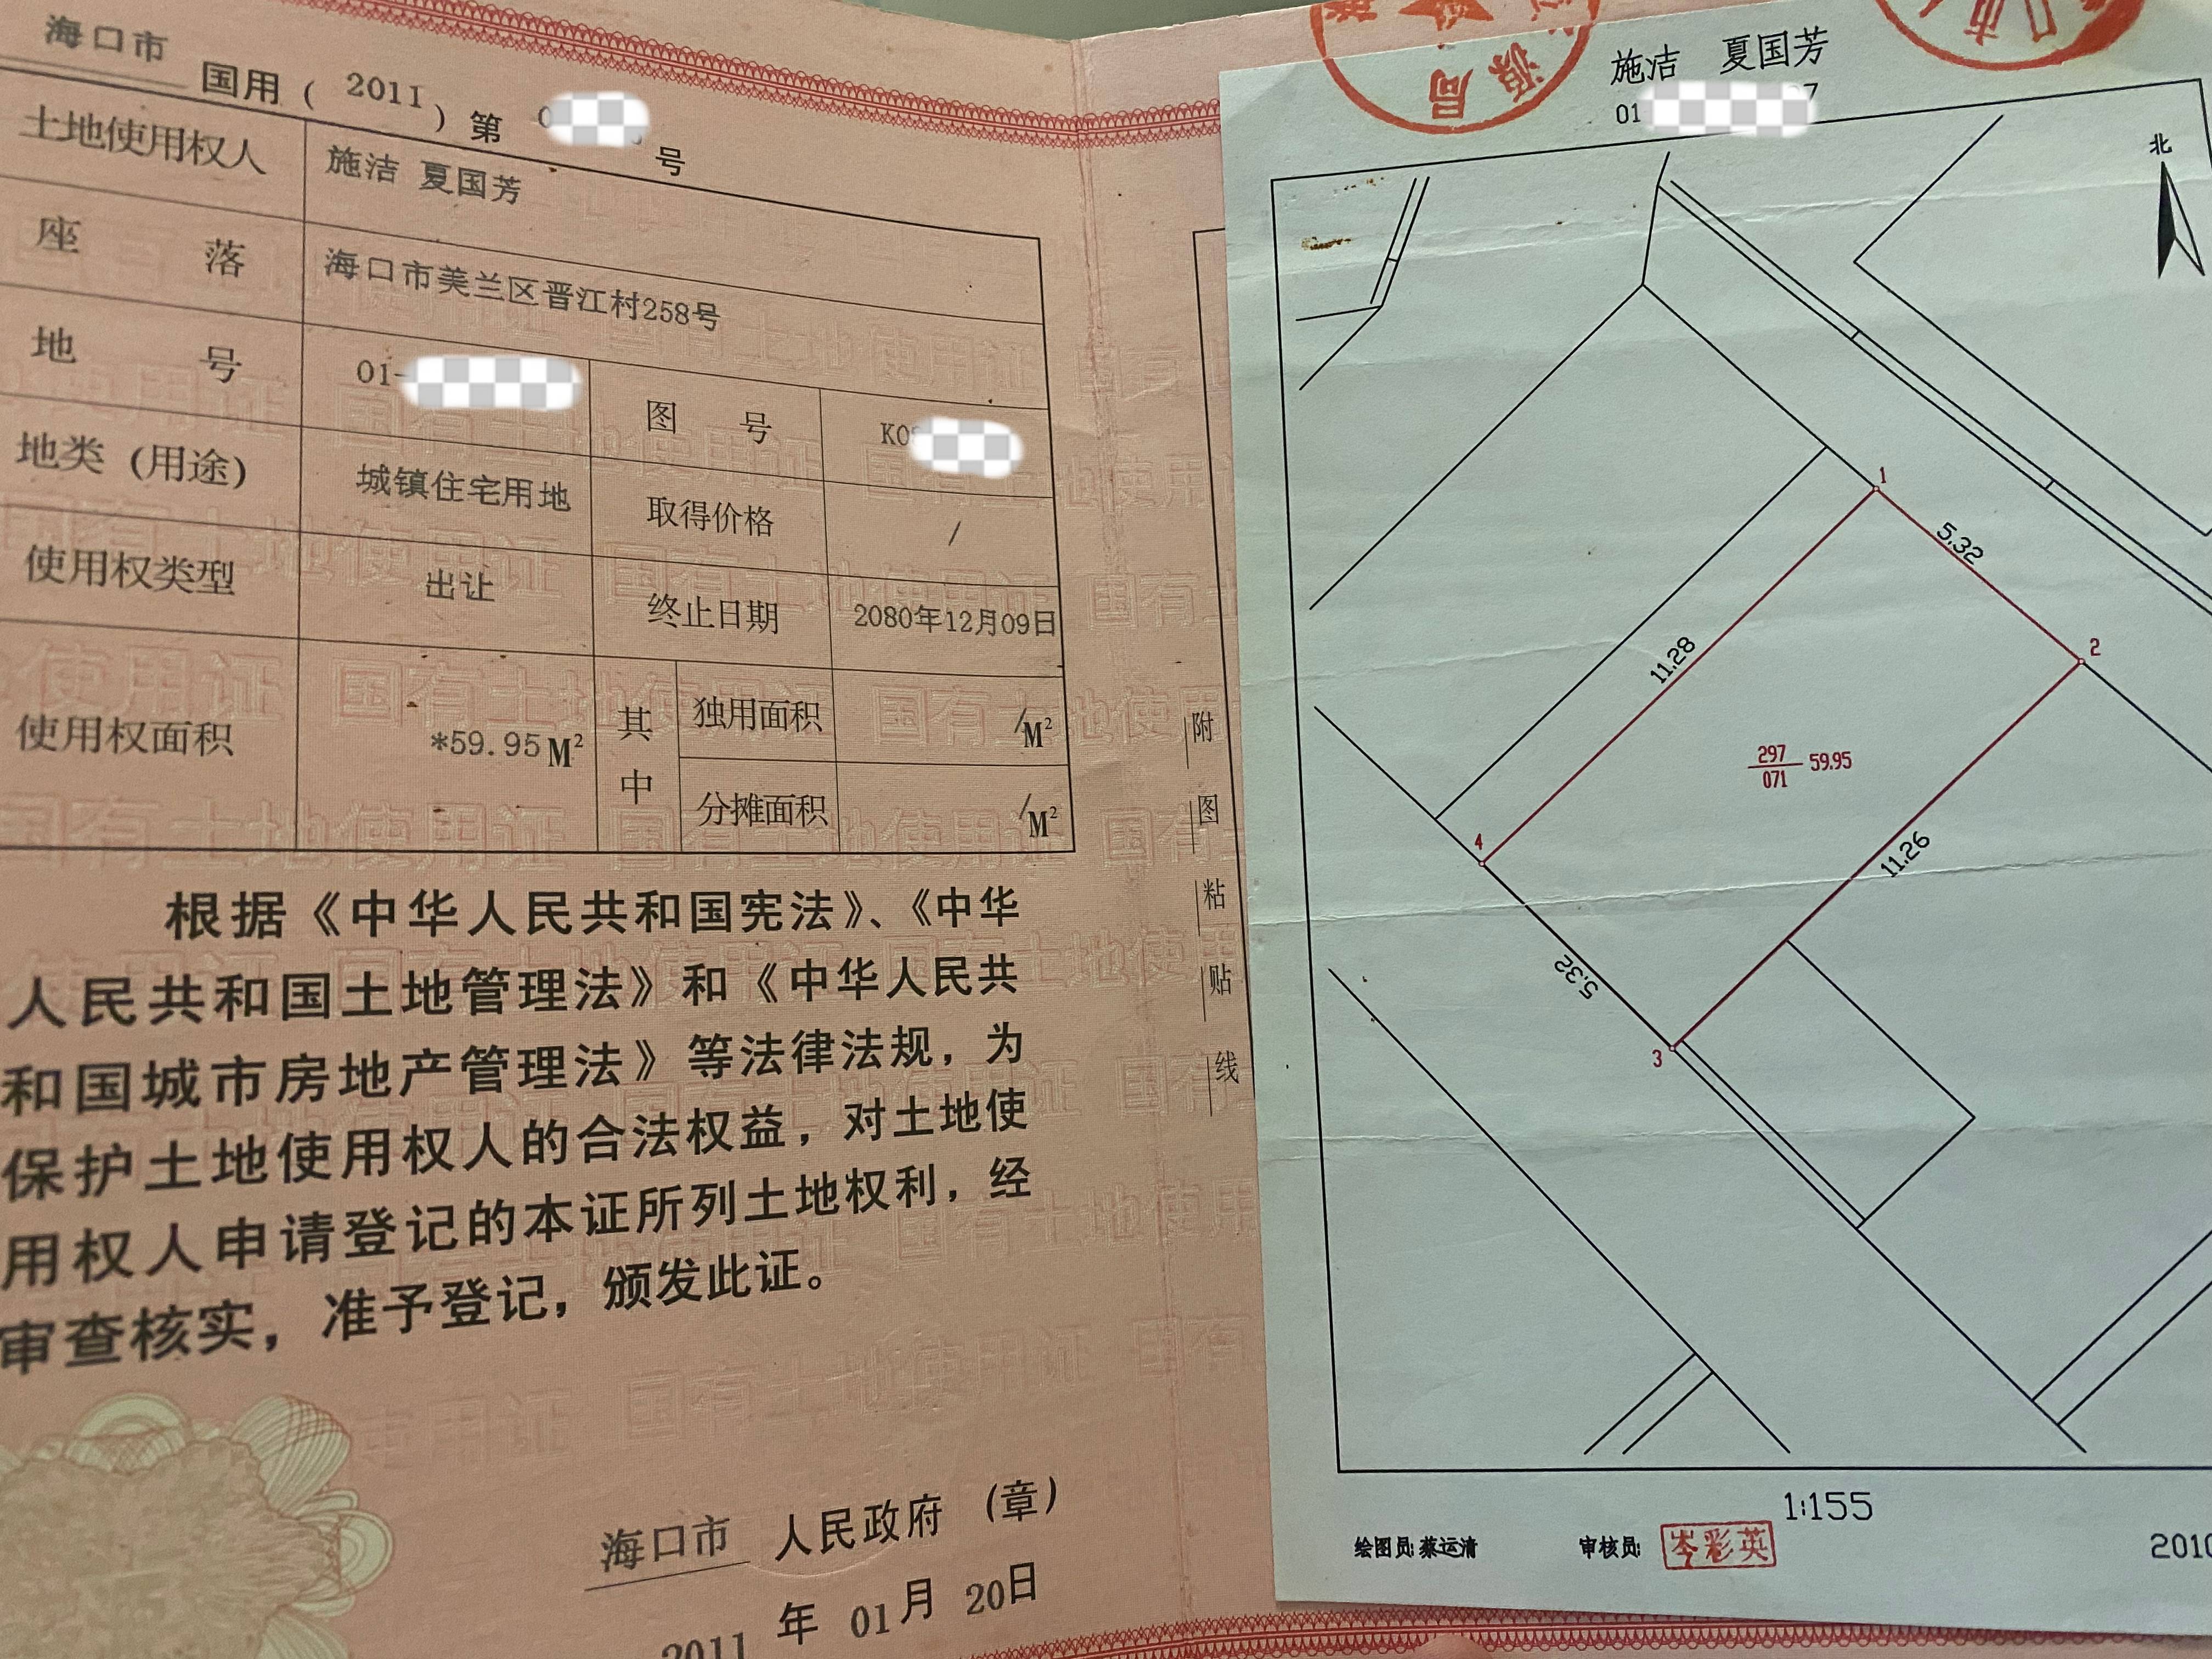 海口市 国用 ( 2011 ) 第 号
土地使用权人 施洁 夏国芳
座 落 海口市美兰区晋江村258号
地 号 01- 图 号 K0
地类 (用途) 城镇住宅用地 取得价格 /
使用权类型 出让 终止日期 2080年12月09日
使用权面积 *59.95M² 其中 独用面积 /M²
分摊面积 /M²
根据《中华人民共和国宪法》、《中华
人民共和国土地管理法》和《中华人民共
和国城市房地产管理法》等法律法规，为
保护土地使用权人的合法权益，对土地使
用权人申请登记的本证所列土地权利，经
审查核实，准予登记，颁发此证。
海口市 人民政府 (章)
2011 年 01月 20日
附图粘贴线
源局
施洁 夏国芳
01 7
北
1
5.32
2
11.28
297
071
59.95
4
11.26
5.32
3
1:155
绘图员:蔡运清 审核员: 岑彩英 2010